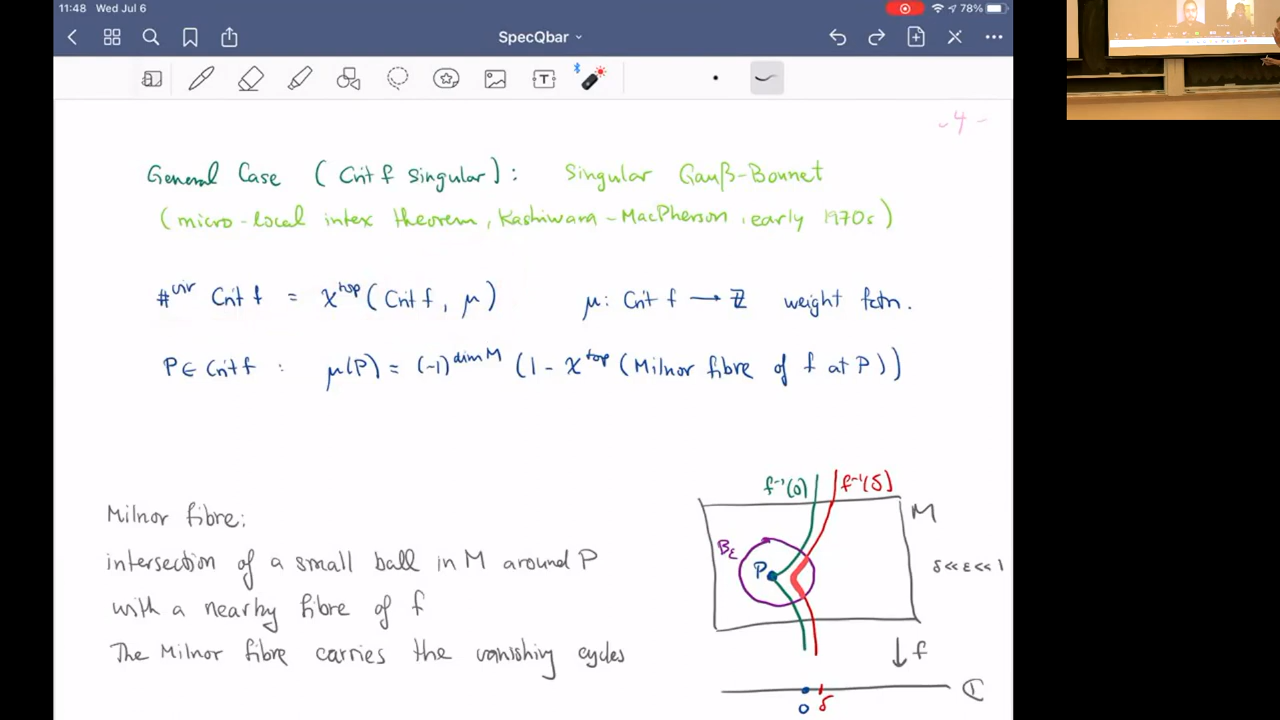 11:48 Wed Jul 6
78%
SpecQbar
- 4 -
General Case ( Crit f singular ) : Singular Gauß-Bonnet
( micro-local intex theorem, Kashiwara - MacPherson, early 1970s )
#ᵛⁱʳ Crit f = χᵗᵒᵖ ( Crit f , μ ) μ : Crit f → ℤ weight fctn.
P ∈ Crit f : μ(P) = (-1)^dim M ( 1 - χᵗᵒᵖ ( Milnor fibre of f at P ) )
f⁻¹(0) f⁻¹(δ)
M
Milnor fibre:
intersection of a small ball in M around P
with a nearby fibre of f
The Milnor fibre carries the vanishing cycles
Bε
P
δ << ε << 1
f
ℂ
0 δ